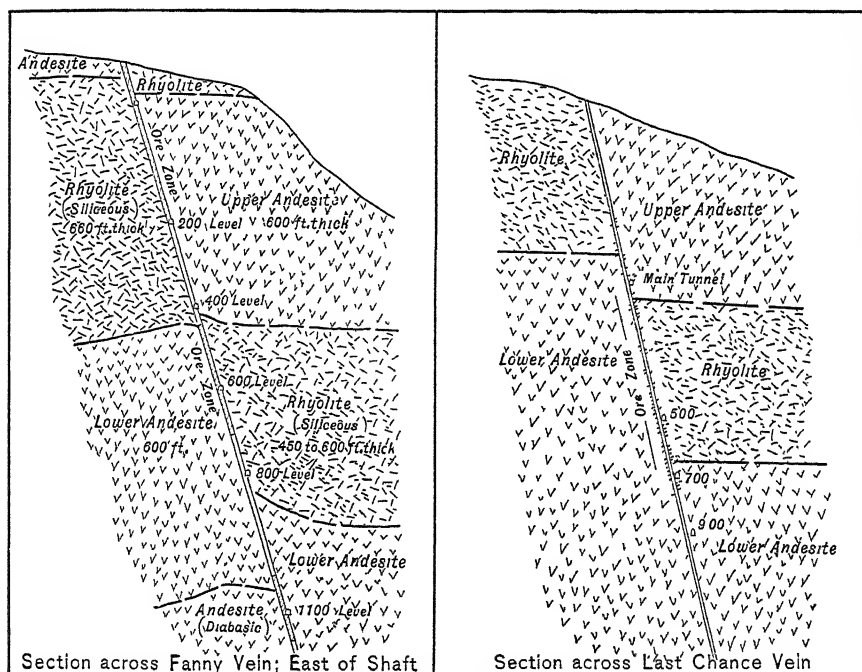 Andesite
Rhyolite
Ore Zone
Rhyolite
(Siliceous)
660 ft. thick
Upper Andesite
600 ft. thick
200 Level
400 Level
Ore Zone
600 Level
Lower Andesite
600 ft.
Rhyolite
(Siliceous)
450 to 600 ft. thick
800 Level
Lower Andesite
Andesite
(Diabasic)
1100 Level
Section across Fanny Vein; East of Shaft
Rhyolite
Upper Andesite
Main Tunnel
Lower Andesite
Ore Zone
Rhyolite
500
700
900
Lower Andesite
Section across Last Chance Vein